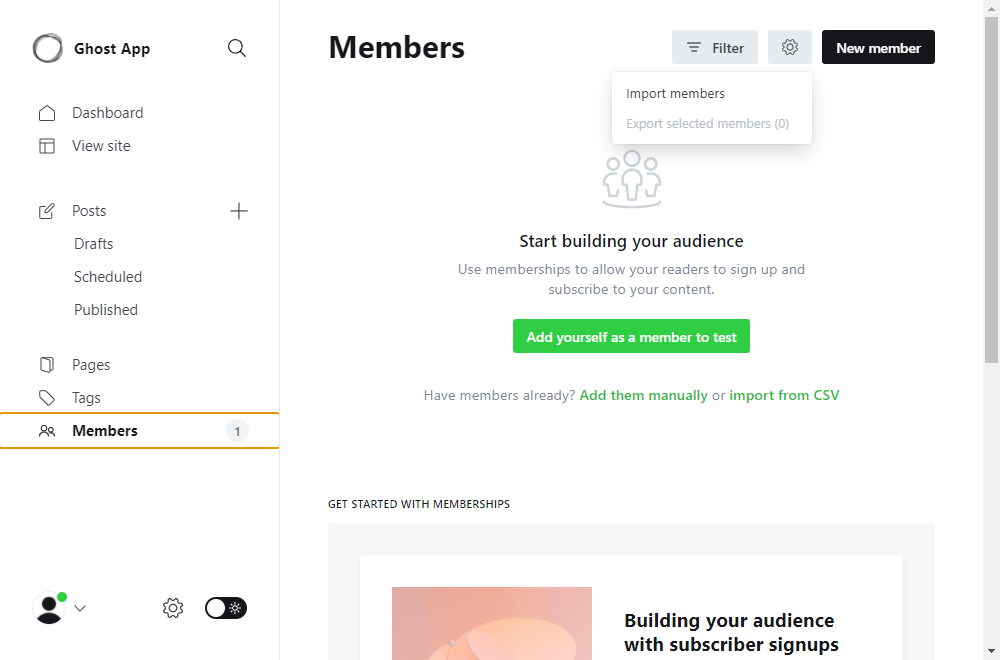 Ghost App
Dashboard
View site
Posts
Drafts
Scheduled
Published
Pages
Tags
Members
1
Members
Filter
New member
Import members
Export selected members (0)
Start building your audience
Use memberships to allow your readers to sign up and
subscribe to your content.
Add yourself as a member to test
Have members already? Add them manually or import from CSV
GET STARTED WITH MEMBERSHIPS
Building your audience
with subscriber signups